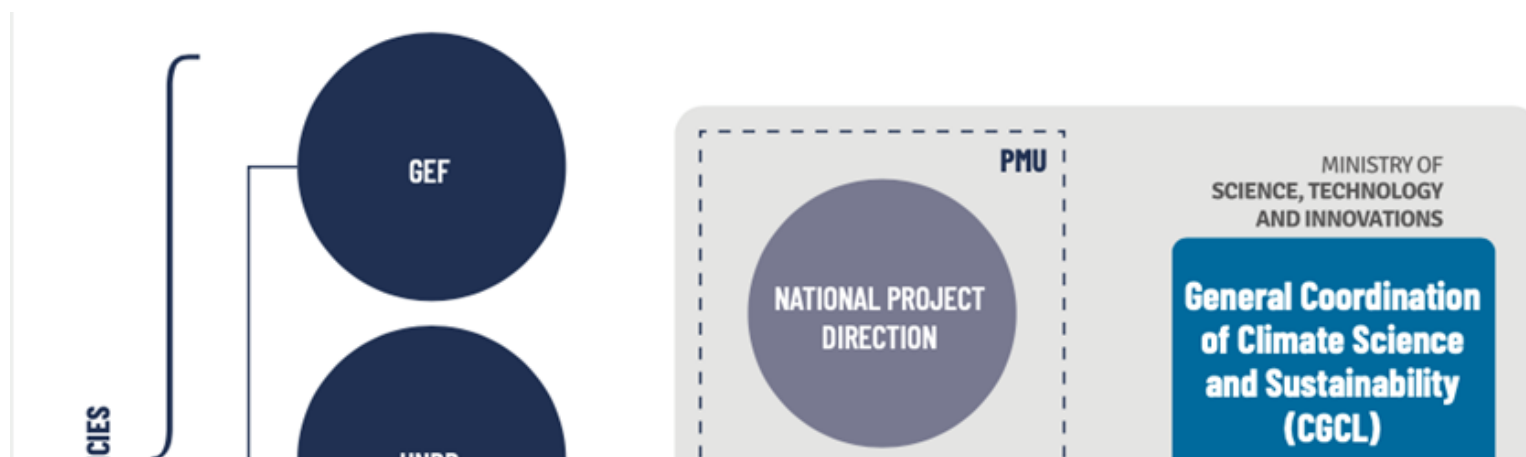 GEF
PMU
NATIONAL PROJECT
DIRECTION
MINISTRY OF
SCIENCE, TECHNOLOGY
AND INNOVATIONS
General Coordination
of Climate Science
and Sustainability
(CGCL)